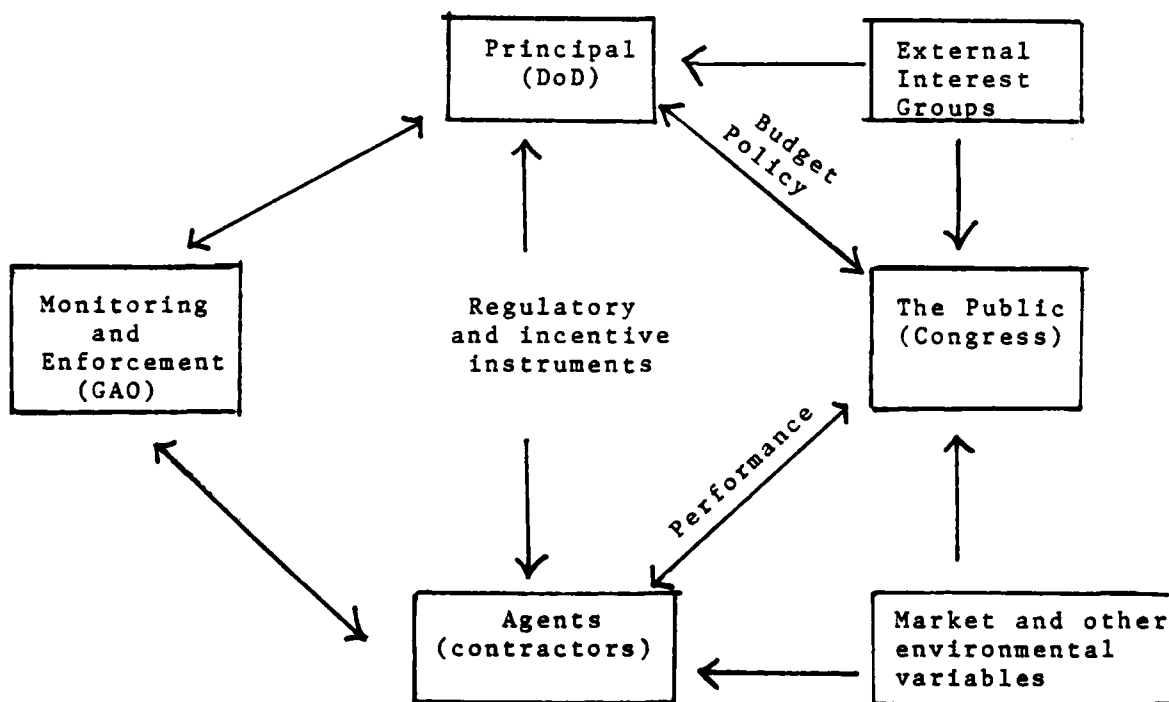 Principal
(DoD)
External
Interest
Groups
Budget
Policy
Monitoring
and
Enforcement
(GAO)
Regulatory
and incentive
instruments
The Public
(Congress)
Performance
Agents
(contractors)
Market and other
environmental
variables